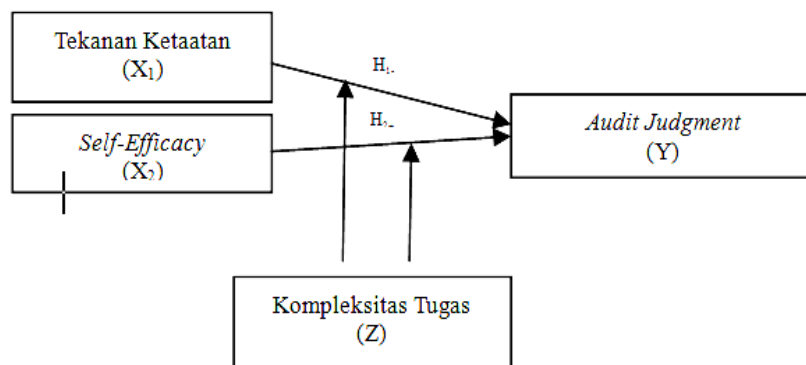 Tekanan Ketaatan
(X₁)
H₁-
Self-Efficacy
(X₂)
H₂-
Audit Judgment
(Y)
Kompleksitas Tugas
(Z)